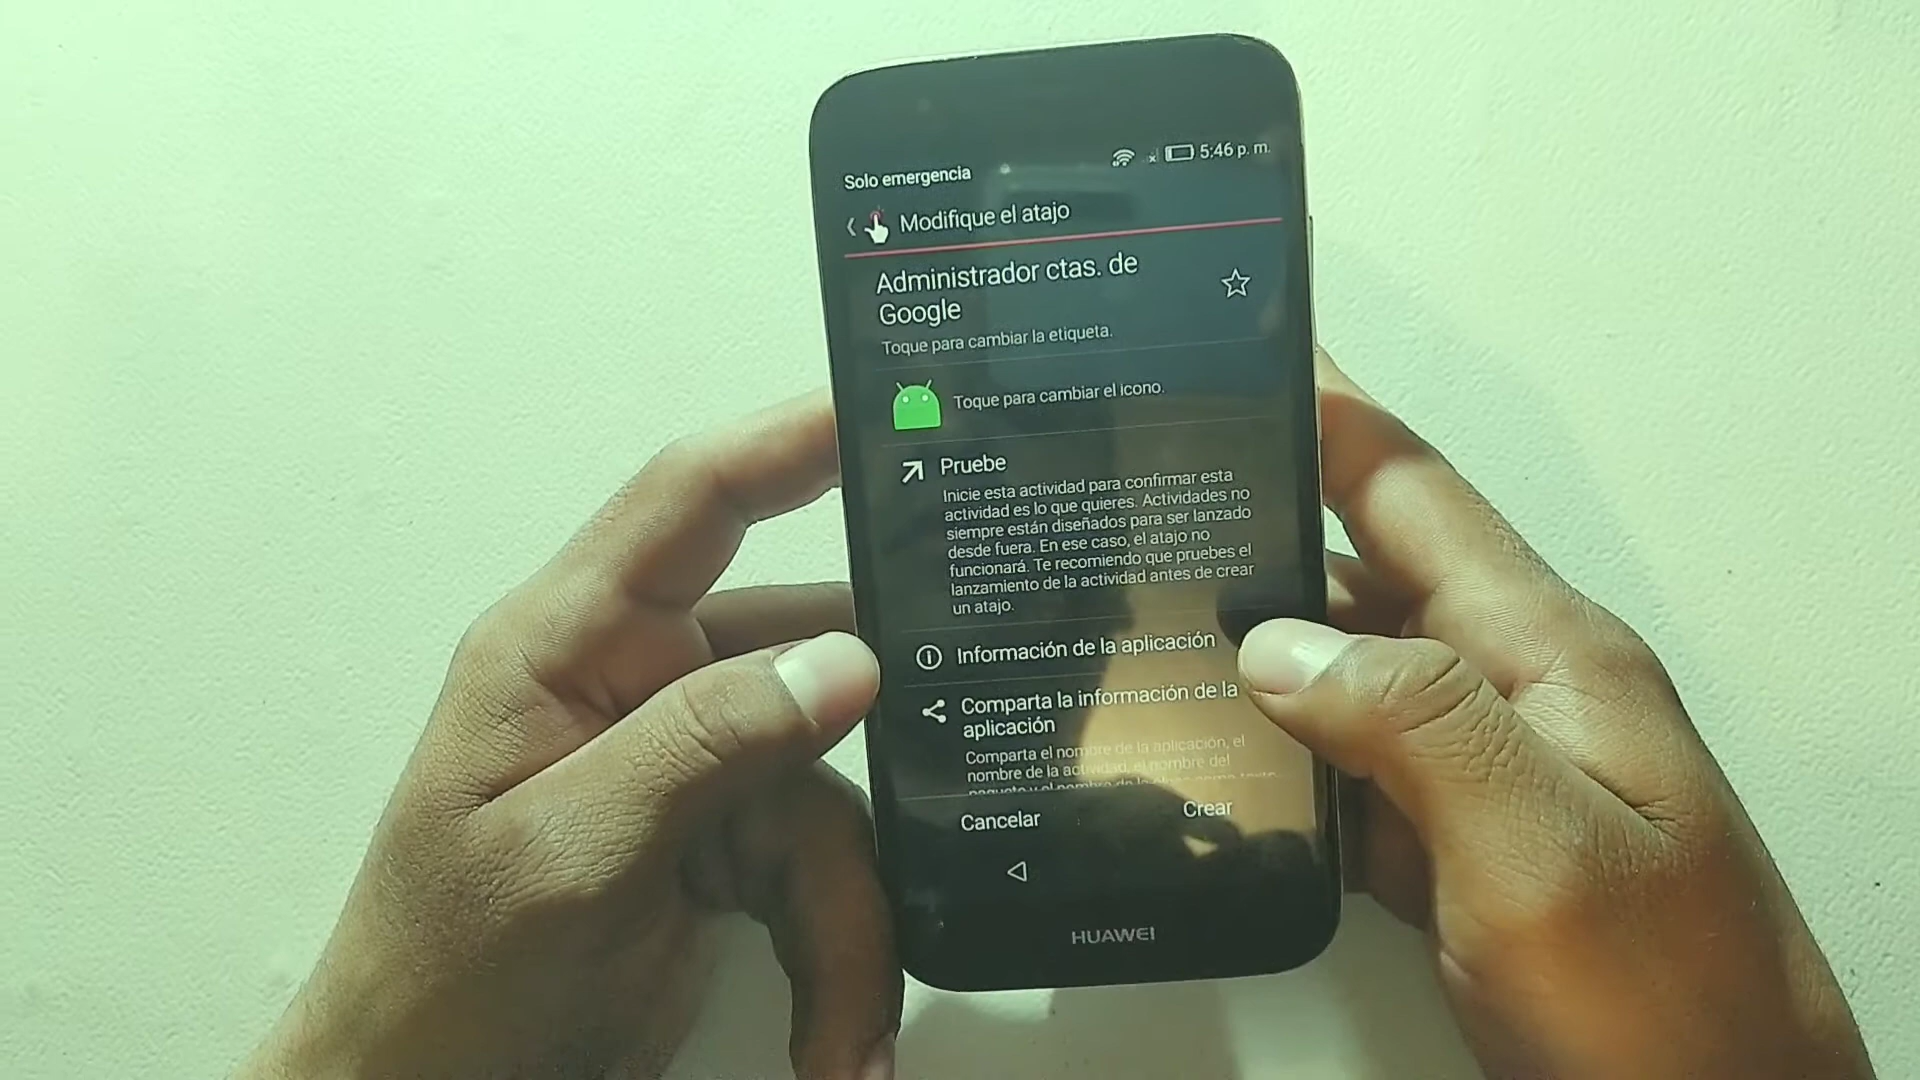 Solo emergencia
5:46 p. m.
Modifique el atajo
Administrador ctas. de
Google
Toque para cambiar la etiqueta.
Toque para cambiar el icono.
Pruebe
Inicie esta actividad para confirmar esta
actividad es lo que quieres. Actividades no
siempre están diseñados para ser lanzado
desde fuera. En ese caso, el atajo no
funcionará. Te recomiendo que pruebes el
lanzamiento de la actividad antes de crear
un atajo.
Información de la aplicación
Comparta la información de la
aplicación
Comparta el nombre de la aplicación, el
nombre de la actividad, el nombre del
Cancelar
Crear
HUAWEI